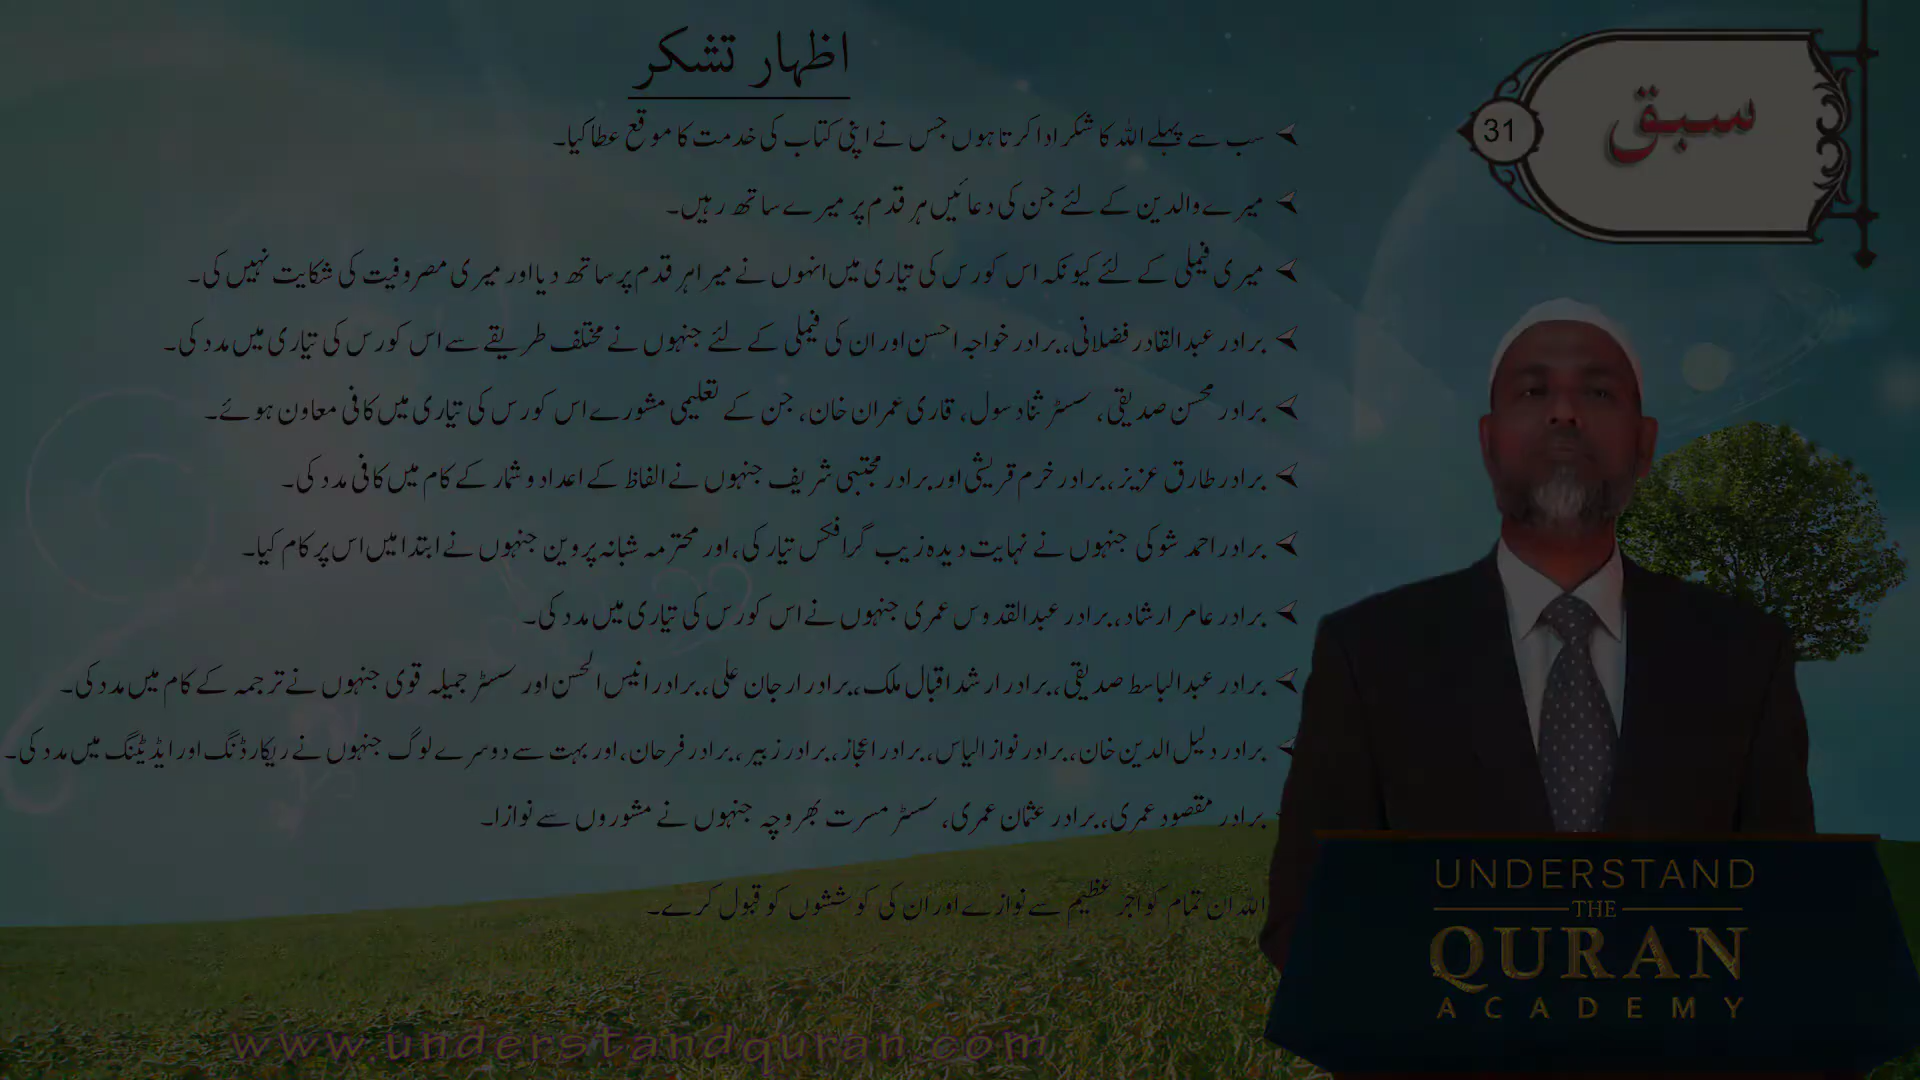 اظہار تشکر
سبق
31
سب سے پہلے اللہ کا شکر ادا کرتا ہوں جس نے اپنی کتاب کی خدمت کا موقع عطا کیا۔
میرے والدین کے لئے جن کی دعائیں ہر قدم پر میرے ساتھ رہیں۔
میری فیملی کے لئے کیونکہ اس کورس کی تیاری میں انہوں نے میرا ہر قدم پر ساتھ دیا اور میری مصروفیت کی شکایت نہیں کی۔
برادر عبدالقادر فضلانی، برادر خواجہ احسن اور ان کی فیملی کے لئے جنہوں نے مختلف طریقے سے اس کورس کی تیاری میں مدد کی۔
برادر محسن صدیقی، سسٹر ، قاری عمران خان، جن کے تعلیمی مشورے اس کورس کی تیاری میں کافی معاون ہوئے۔
برادر طارق عزیز، برادر خرم قریشی اور برادر مجتبیٰ شریف جنہوں نے الفاظ کے اعداد و شمار کے کام میں کافی مدد کی۔
برادر احمد شوکی جنہوں نے نہایت دیدہ زیب گرافکس تیار کی، اور محترمہ شبانہ پروین جنہوں نے ابتدا میں اس پر کام کیا۔
برادر عامر ارشاد، برادر عبدالقدوس عمری جنہوں نے اس کورس کی تیاری میں مدد کی۔
برادر عبدالباسط صدیقی، برادر ارشد اقبال ملک، برادر ارجان علی، برادر انیس الحسن اور سسٹر جمیلہ قوی جنہوں نے ترجمہ کے کام میں مدد کی۔
برادر دلیل الدین خان، برادر نواز الیاس، برادر اعجاز، برادر زبیر، برادر فرحان، اور بہت سے دوسرے لوگ جنہوں نے ریکارڈنگ اور ایڈیٹنگ میں مدد کی۔
برادر مقصود عمری، برادر عثمان عمری، سسٹر مسرت بھروچہ جنہوں نے مشوروں سے نوازا۔
اللہ ان تمام کو اجر عظیم سے نوازے اور ان کی کوششوں کو قبول کرے۔
UNDERSTAND
THE
QURAN
ACADEMY
www.understandquran.com